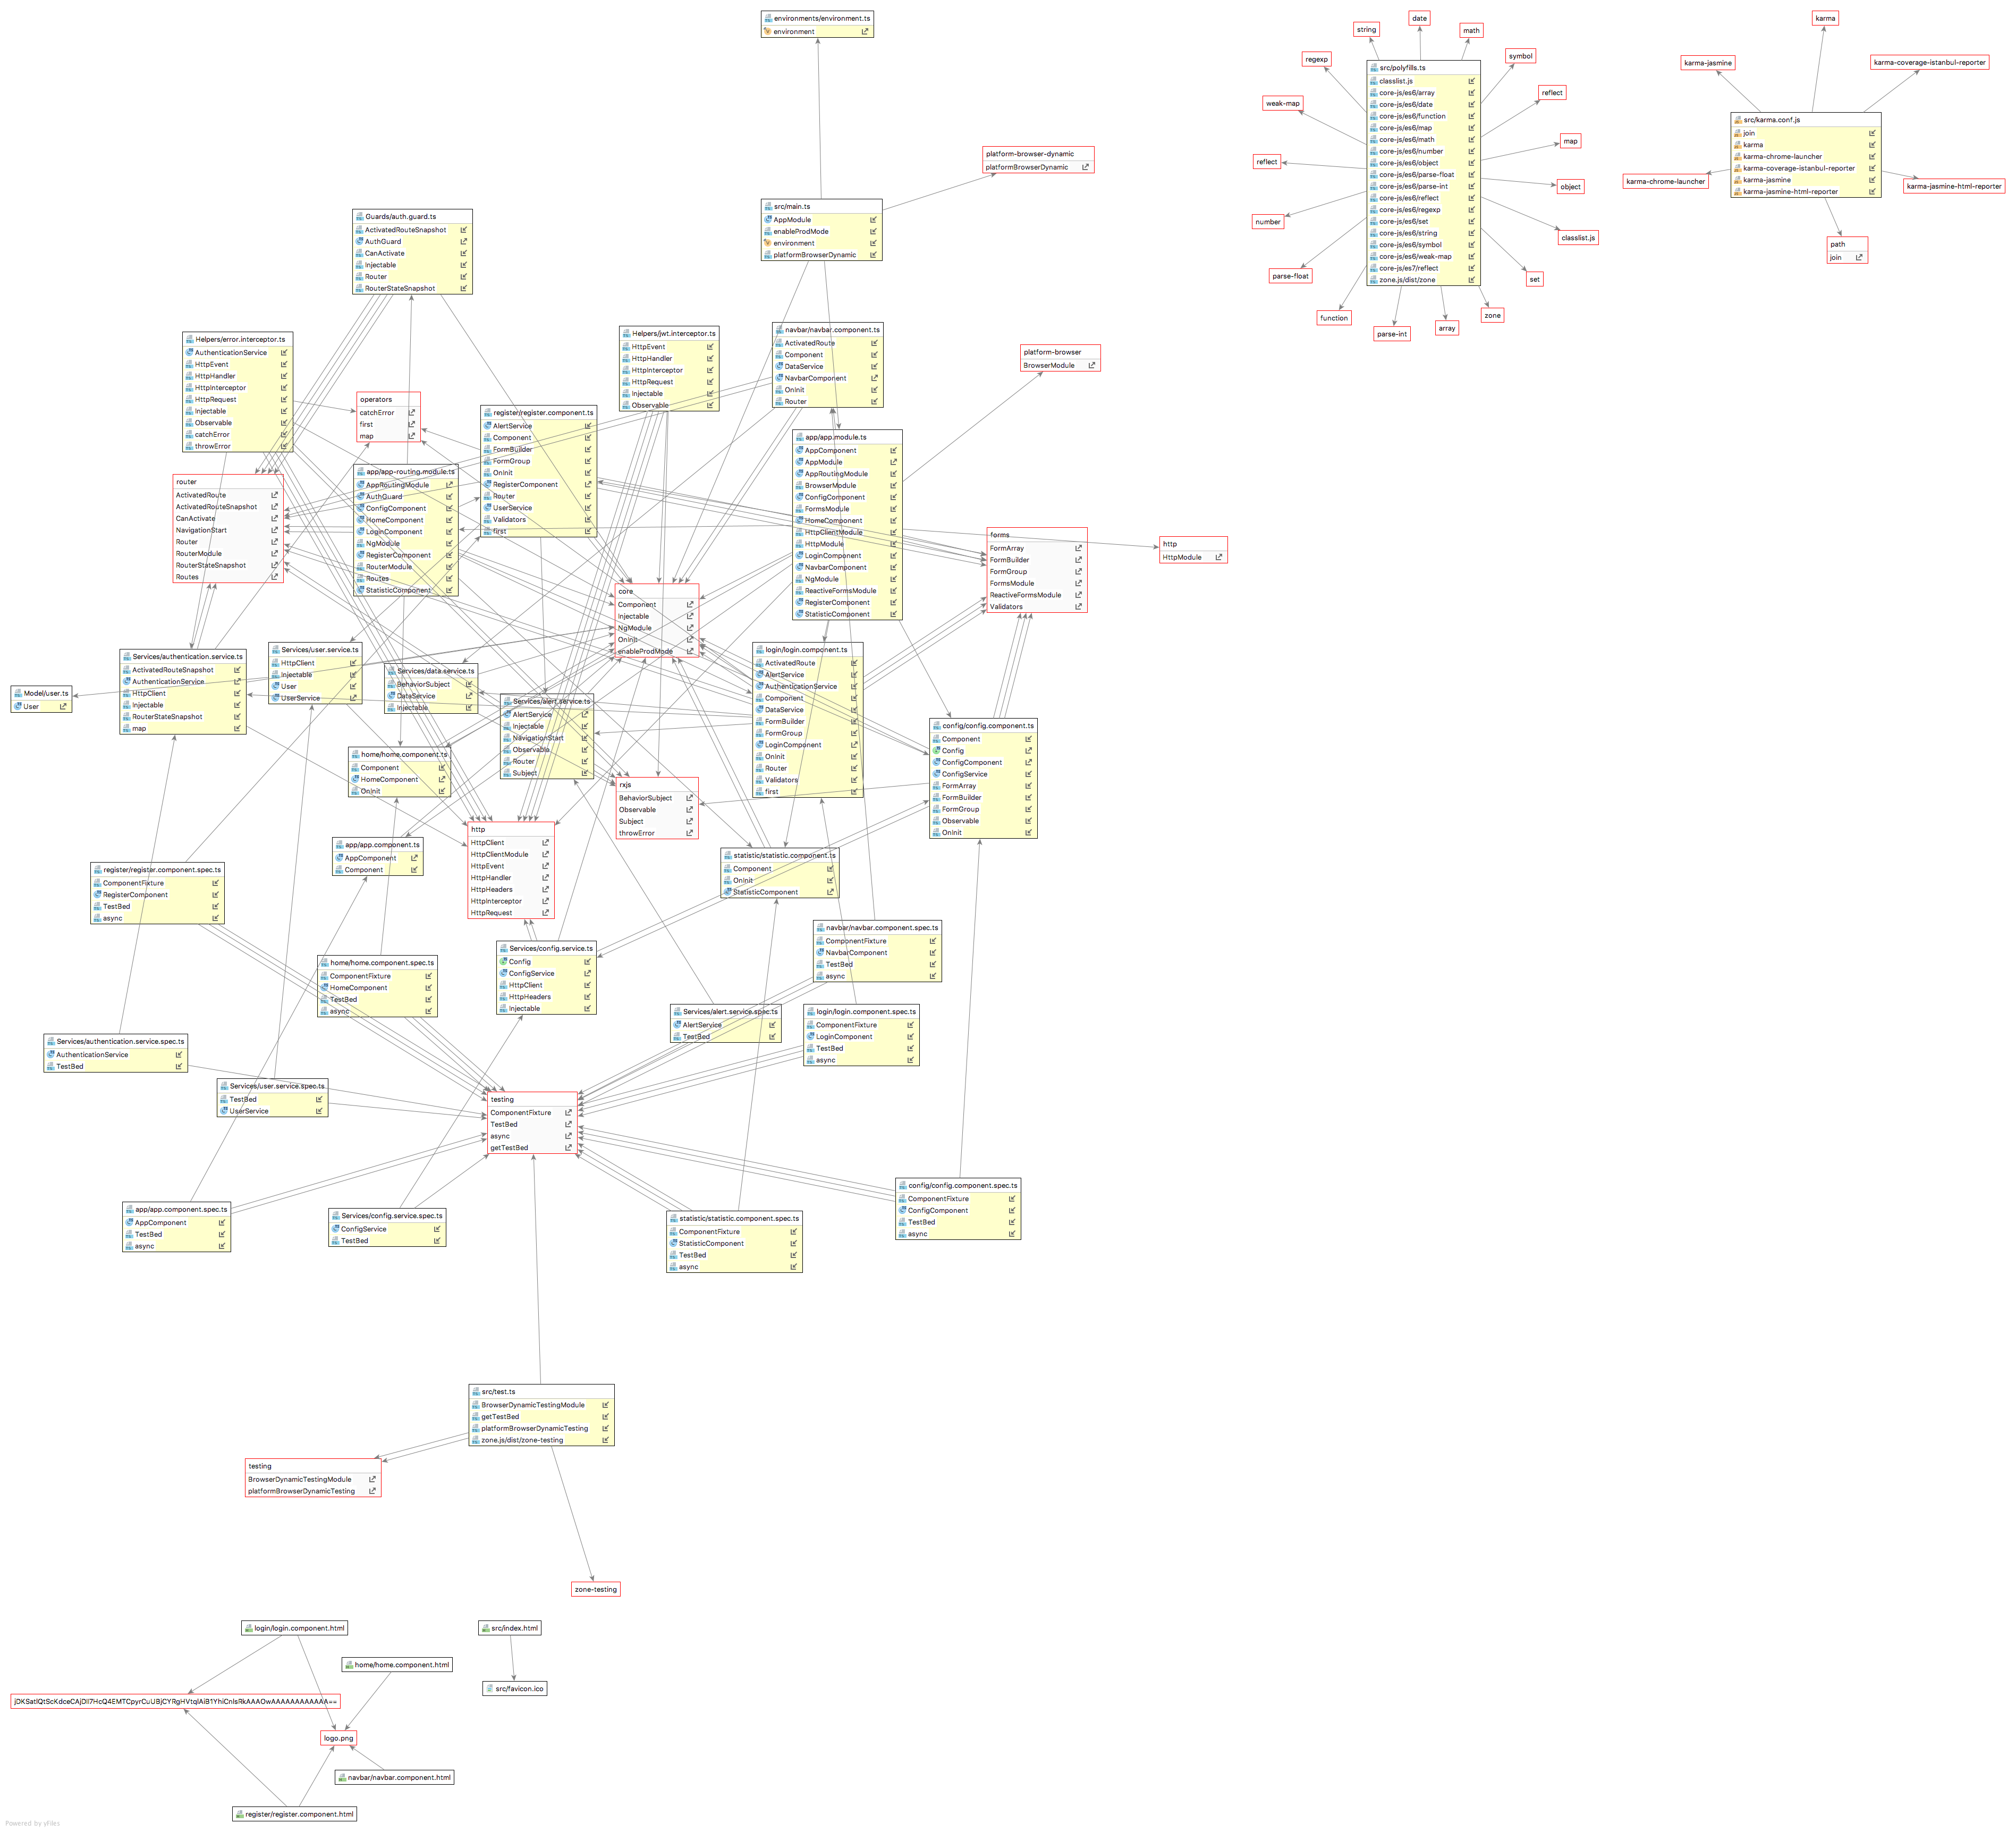 environments/environment.ts
environment
platform-browser-dynamic
platformBrowserDynamic
src/main.ts
AppModule
enableProdMode
environment
platformBrowserDynamic
string
date
math
regexp
symbol
weak-map
reflect
reflect
map
object
number
classlist.js
parse-float
set
function
parse-int
array
zone
src/polyfills.ts
classlist.js
core-js/es6/array
core-js/es6/date
core-js/es6/function
core-js/es6/map
core-js/es6/math
core-js/es6/number
core-js/es6/object
core-js/es6/parse-float
core-js/es6/parse-int
core-js/es6/reflect
core-js/es6/regexp
core-js/es6/set
core-js/es6/string
core-js/es6/symbol
core-js/es6/weak-map
core-js/es7/reflect
zone.js/dist/zone
karma
karma-jasmine
karma-coverage-istanbul-reporter
src/karma.conf.js
join
karma
karma-chrome-launcher
karma-coverage-istanbul-reporter
karma-jasmine
karma-jasmine-html-reporter
karma-chrome-launcher
karma-jasmine-html-reporter
path
join
Guards/auth.guard.ts
ActivatedRouteSnapshot
AuthGuard
CanActivate
Injectable
Router
RouterStateSnapshot
Helpers/error.interceptor.ts
AuthenticationService
HttpEvent
HttpHandler
HttpInterceptor
HttpRequest
Injectable
Observable
catchError
throwError
operators
catchError
first
map
Helpers/jwt.interceptor.ts
HttpEvent
HttpHandler
HttpInterceptor
HttpRequest
Injectable
Observable
navbar/navbar.component.ts
ActivatedRoute
Component
DataService
NavbarComponent
OnInit
Router
platform-browser
BrowserModule
register/register.component.ts
AlertService
Component
FormBuilder
FormGroup
OnInit
RegisterComponent
Router
UserService
Validators
first
app/app.module.ts
AppComponent
AppModule
AppRoutingModule
BrowserModule
ConfigComponent
FormsModule
HomeComponent
HttpClientModule
HttpModule
LoginComponent
NavbarComponent
NgModule
ReactiveFormsModule
RegisterComponent
StatisticComponent
router
ActivatedRoute
ActivatedRouteSnapshot
CanActivate
NavigationStart
Router
RouterModule
RouterStateSnapshot
Routes
app/app-routing.module.ts
AppRoutingModule
AuthGuard
ConfigComponent
HomeComponent
LoginComponent
NgModule
RegisterComponent
RouterModule
Routes
StatisticComponent
forms
FormArray
FormBuilder
FormGroup
FormsModule
ReactiveFormsModule
Validators
http
HttpModule
core
Component
Injectable
NgModule
OnInit
enableProdMode
Model/user.ts
User
Services/authentication.service.ts
ActivatedRouteSnapshot
AuthenticationService
HttpClient
Injectable
RouterStateSnapshot
map
Services/user.service.ts
HttpClient
Injectable
User
UserService
Services/data.service.ts
BehaviorSubject
DataService
Injectable
Services/alert.service.ts
AlertService
Injectable
NavigationStart
Observable
Router
Subject
login/login.component.ts
ActivatedRoute
AlertService
AuthenticationService
Component
DataService
FormBuilder
FormGroup
LoginComponent
OnInit
Router
Validators
first
config/config.component.ts
Component
Config
ConfigComponent
ConfigService
FormArray
FormBuilder
FormGroup
Observable
OnInit
home/home.component.ts
Component
HomeComponent
OnInit
rxjs
BehaviorSubject
Observable
Subject
throwError
app/app.component.ts
AppComponent
Component
http
HttpClient
HttpClientModule
HttpEvent
HttpHandler
HttpHeaders
HttpInterceptor
HttpRequest
statistic/statistic.component.ts
Component
OnInit
StatisticComponent
register/register.component.spec.ts
ComponentFixture
RegisterComponent
TestBed
async
navbar/navbar.component.spec.ts
ComponentFixture
NavbarComponent
TestBed
async
home/home.component.spec.ts
ComponentFixture
HomeComponent
TestBed
async
Services/config.service.ts
Config
ConfigService
HttpClient
HttpHeaders
Injectable
Services/alert.service.spec.ts
AlertService
TestBed
login/login.component.spec.ts
ComponentFixture
LoginComponent
TestBed
async
Services/authentication.service.spec.ts
AuthenticationService
TestBed
Services/user.service.spec.ts
TestBed
UserService
testing
ComponentFixture
TestBed
async
getTestBed
config/config.component.spec.ts
ComponentFixture
ConfigComponent
TestBed
async
app/app.component.spec.ts
AppComponent
TestBed
async
Services/config.service.spec.ts
ConfigService
TestBed
statistic/statistic.component.spec.ts
ComponentFixture
StatisticComponent
TestBed
async
src/test.ts
BrowserDynamicTestingModule
getTestBed
platformBrowserDynamicTesting
zone.js/dist/zone-testing
testing
BrowserDynamicTestingModule
platformBrowserDynamicTesting
zone-testing
login/login.component.html
src/index.html
home/home.component.html
src/favicon.ico
logo.png
navbar/navbar.component.html
register/register.component.html
Powered by yFiles